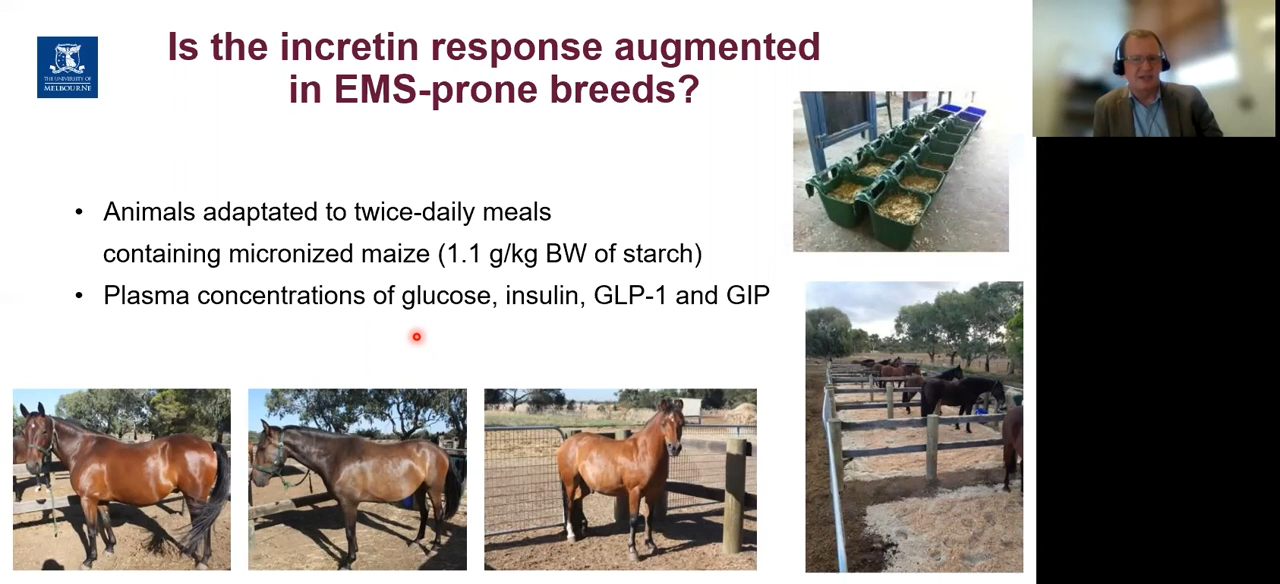 THE UNIVERSITY OF
MELBOURNE
Is the incretin response augmented
in EMS-prone breeds?
• Animals adaptated to twice-daily meals
containing micronized maize (1.1 g/kg BW of starch)
• Plasma concentrations of glucose, insulin, GLP-1 and GIP